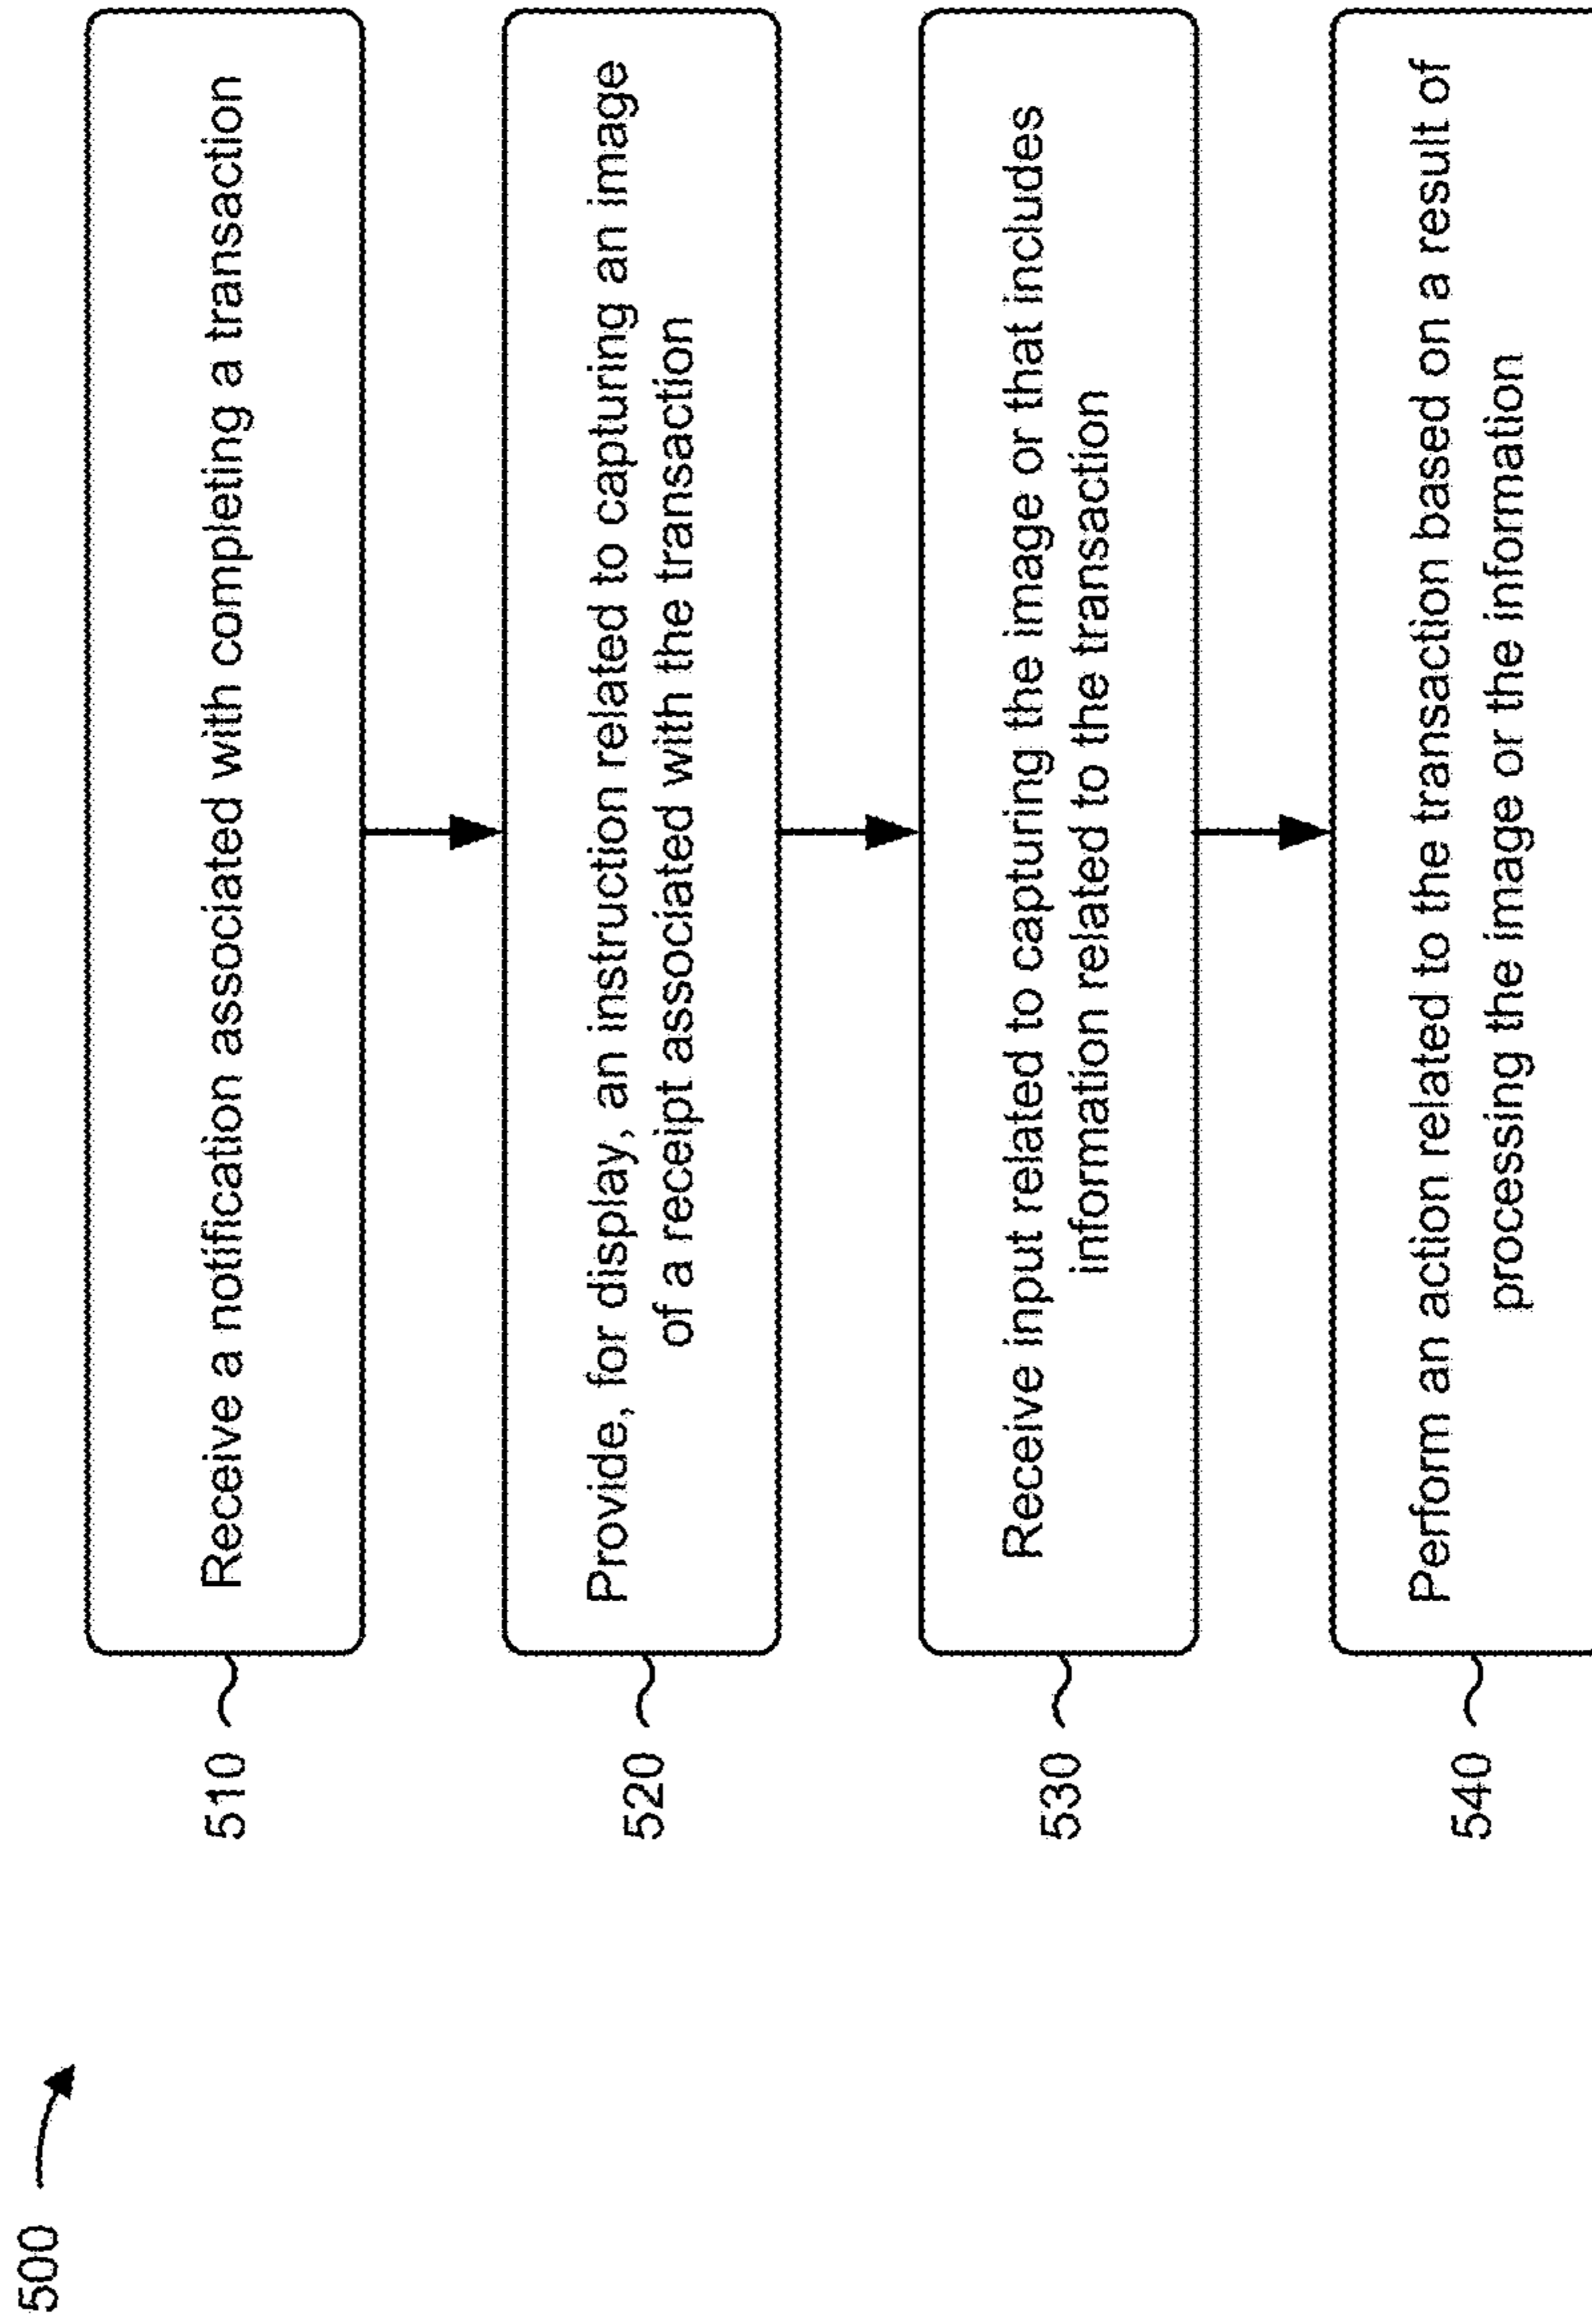 500
510
Receive a notification associated with completing a transaction
520
Provide, for display, an instruction related to capturing an image
of a receipt associated with the transaction
530
Receive input related to capturing the image or that includes
information related to the transaction
540
Perform an action related to the transaction based on a result of
processing the image or the information